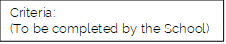 Criteria:
(To be completed by the School)